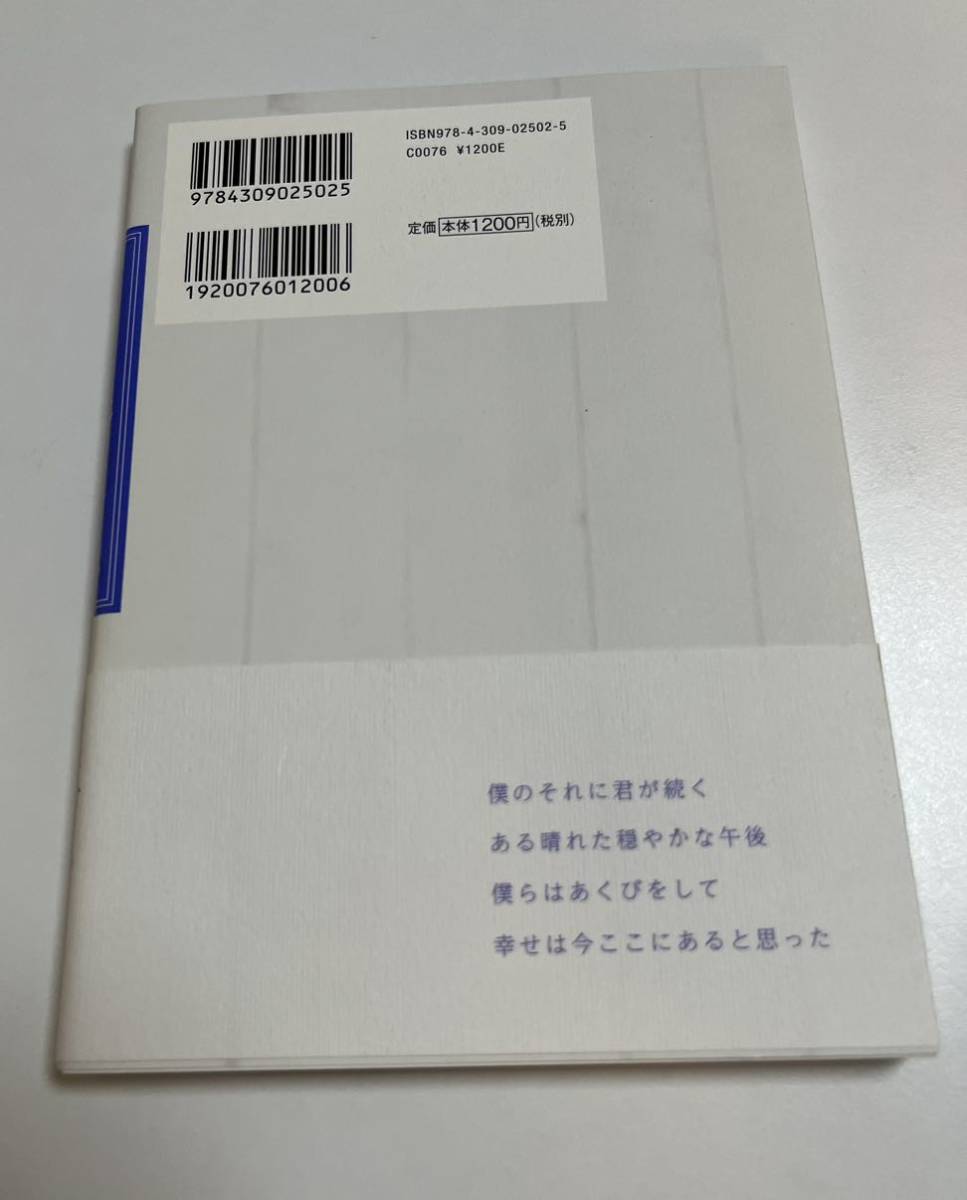 ISBN978-4-309-02502-5
C0076 ¥1200E
9784309025025
定価 本体1200円 (税別)
1920076012006
僕のそれに君が続く
ある晴れた穏やかな午後
僕らはあくびをして
幸せは今ここにあると思った